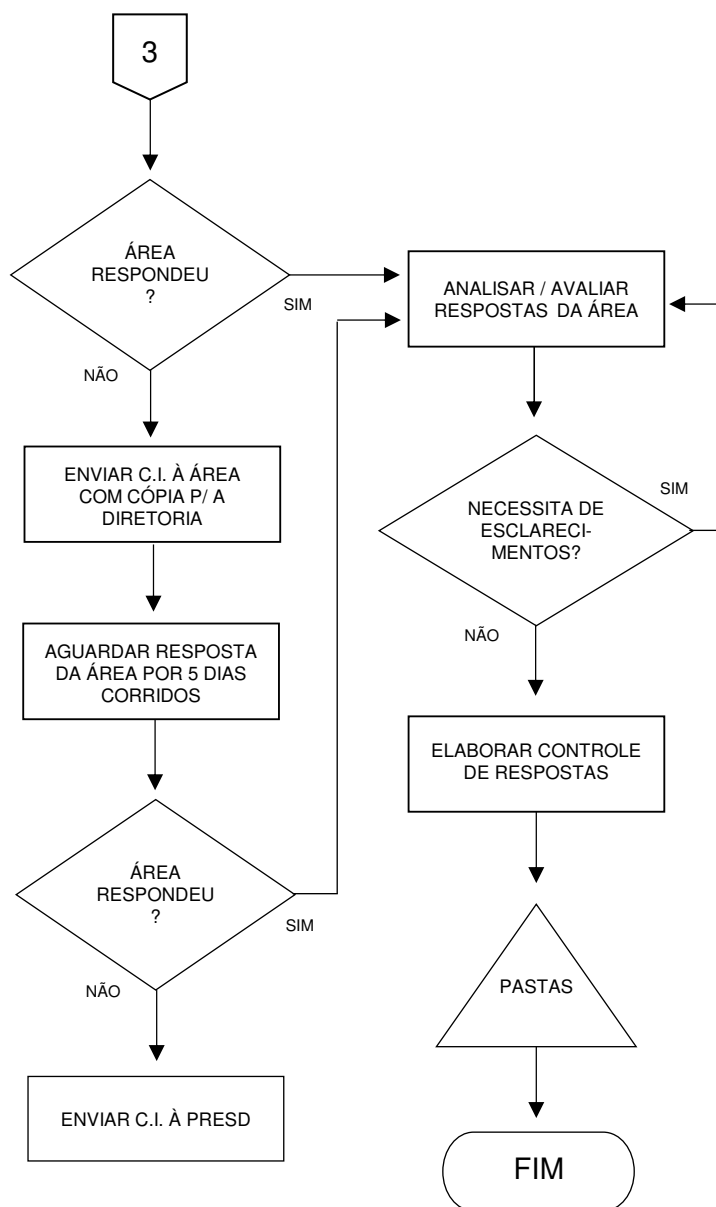 3
ÁREA
RESPONDEU
?
SIM
NÃO
ENVIAR C.I. À ÁREA
COM CÓPIA P/ A
DIRETORIA
AGUARDAR RESPOSTA
DA ÁREA POR 5 DIAS
CORRIDOS
ÁREA
RESPONDEU
?
SIM
NÃO
ENVIAR C.I. À PRESD
ANALISAR / AVALIAR
RESPOSTAS DA ÁREA
NECESSITA DE
ESCLARECI-
MENTOS?
SIM
NÃO
ELABORAR CONTROLE
DE RESPOSTAS
PASTAS
FIM